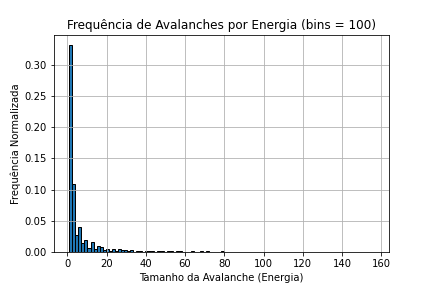 Frequência de Avalanches por Energia (bins = 100)
Frequência Normalizada
0.30
0.25
0.20
0.15
0.10
0.05
0.00
0 20 40 60 80 100 120 140 160
Tamanho da Avalanche (Energia)